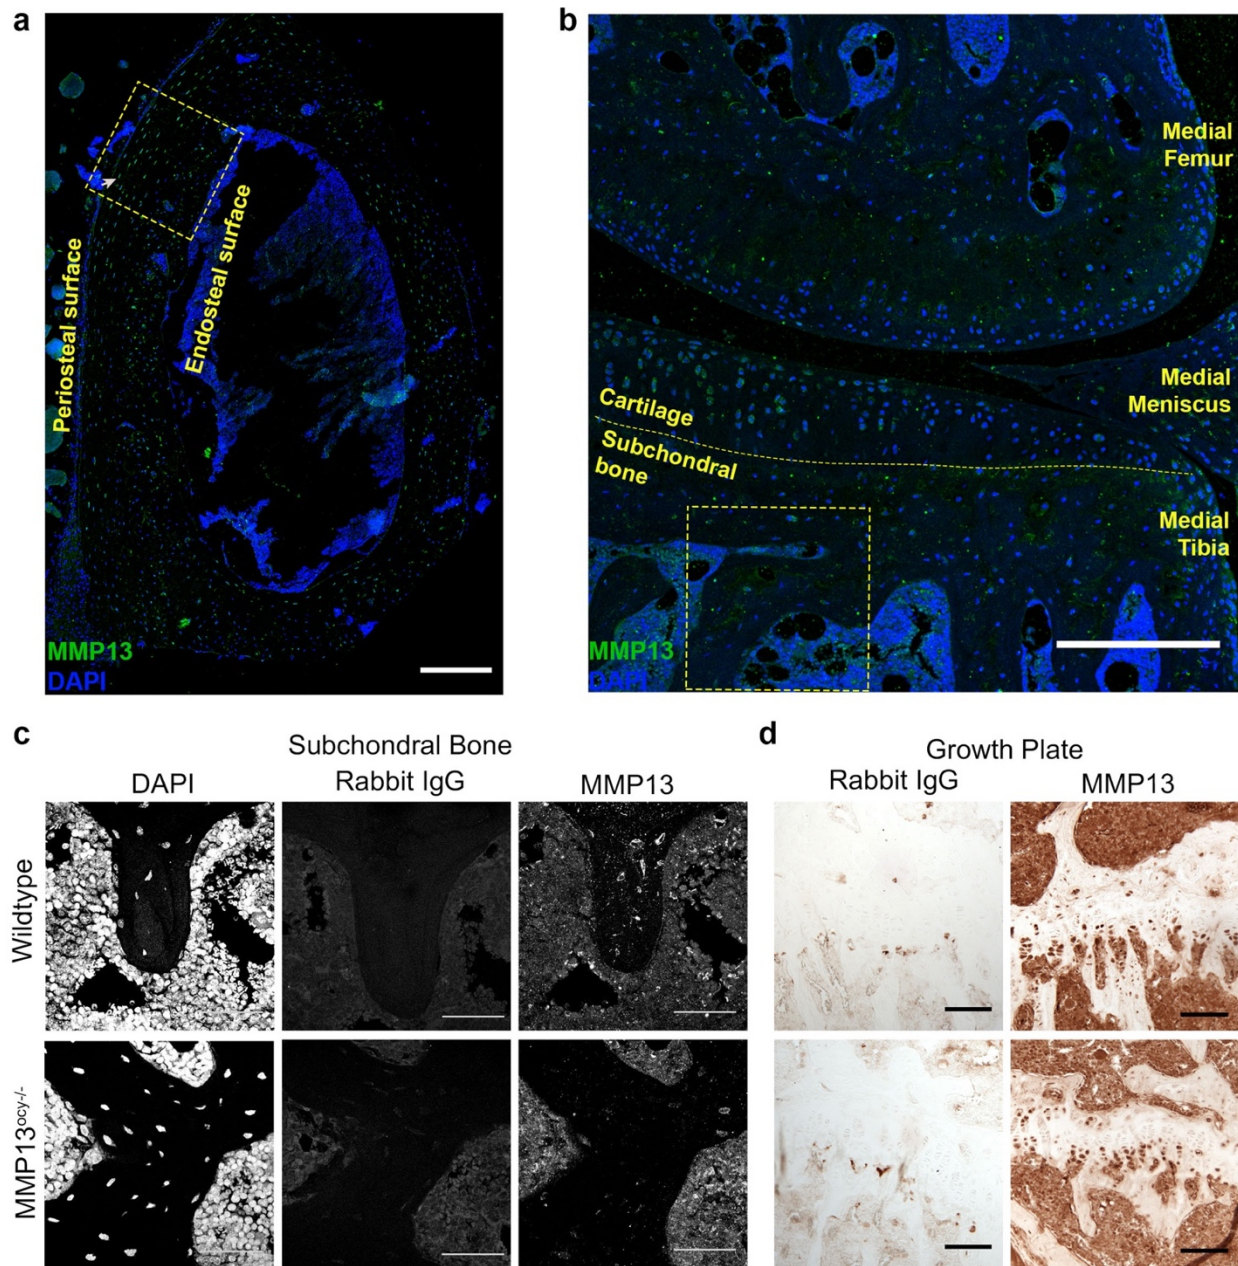 a
Periosteal surface
Endosteal surface
MMP13
DAPI
b
Medial
Femur
Medial
Meniscus
Cartilage
Subchondral
bone
Medial
Tibia
MMP13
DAPI
c
Subchondral Bone
DAPI
Rabbit IgG
MMP13
Wildtype
MMP13ocy-/-
d
Growth Plate
Rabbit IgG
MMP13